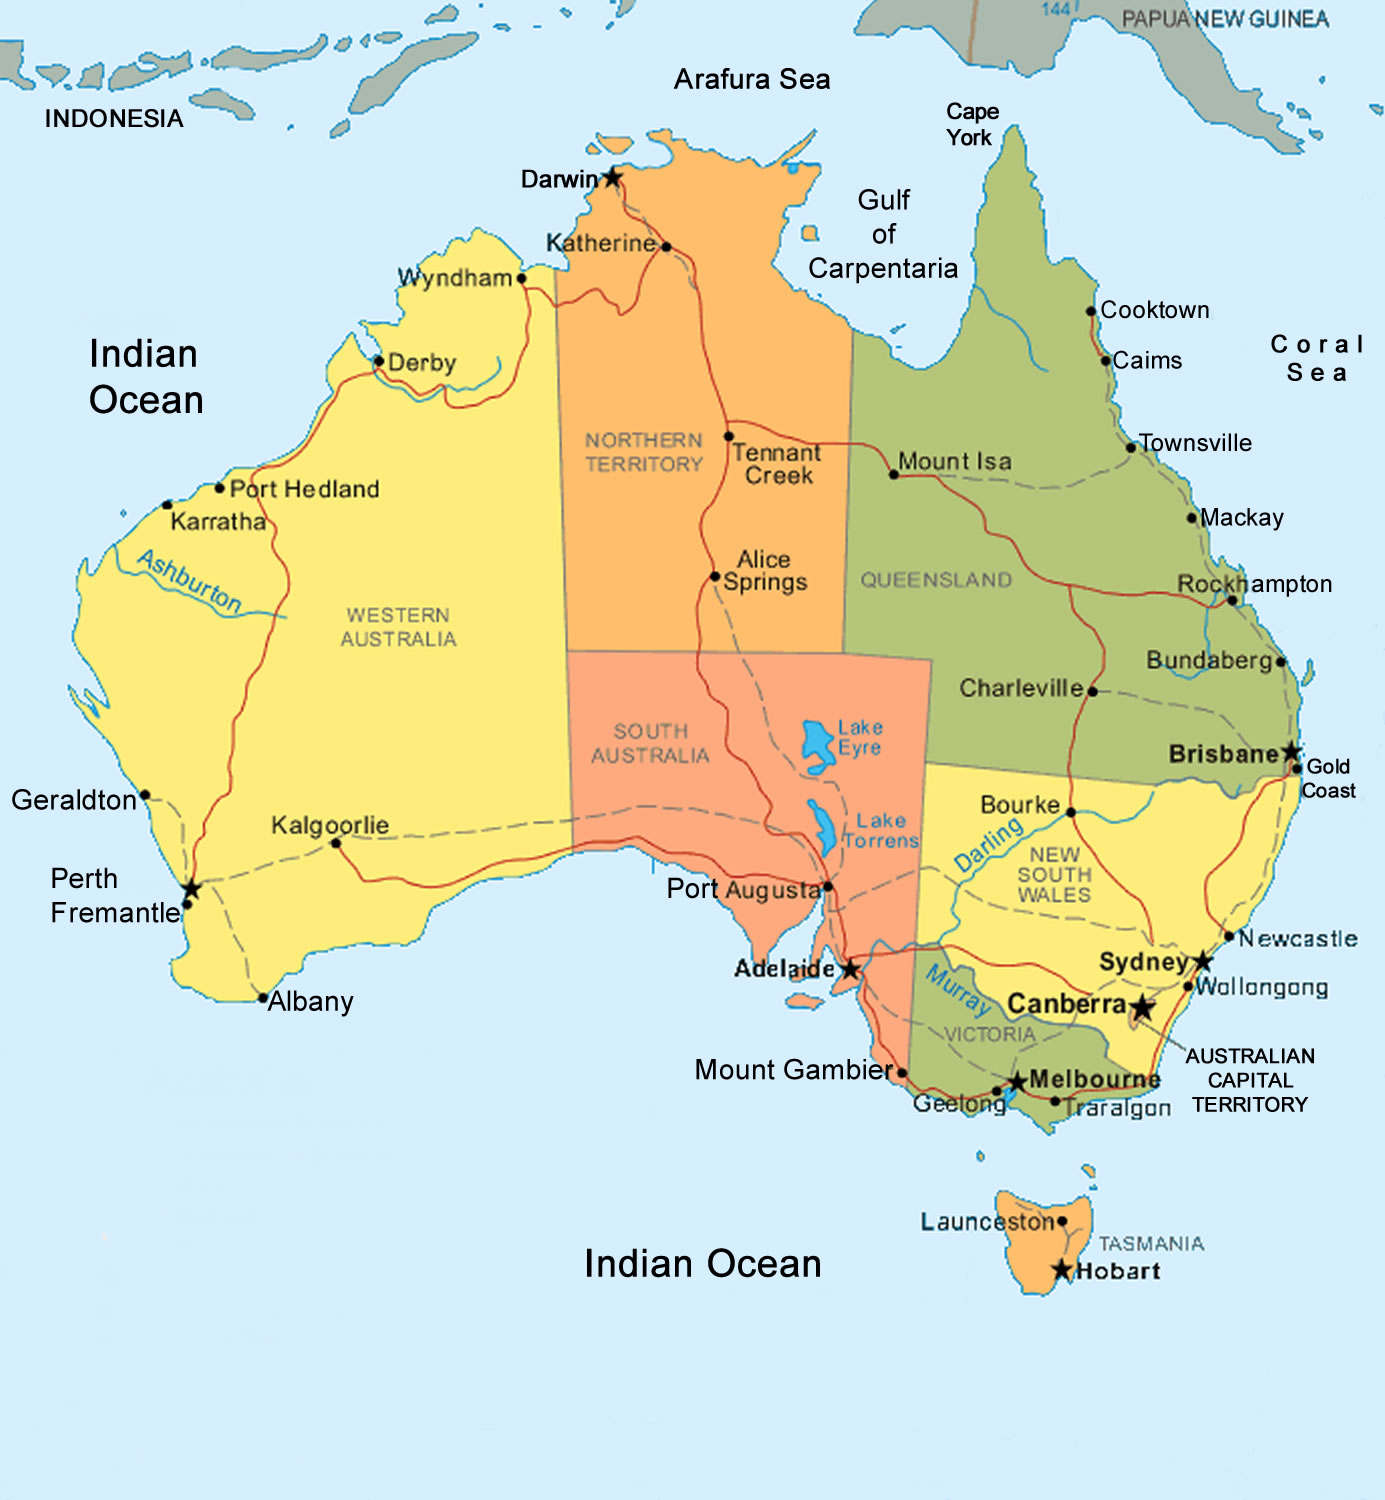 144
PAPUA NEW GUINEA
Arafura Sea
INDONESIA
Cape
York
Darwin
Gulf
of
Carpentaria
Katherine
Wyndham
Cooktown
Indian
Ocean
Derby
Caims
Coral
Sea
NORTHERN
TERRITORY
Tennant
Creek
Mount Isa
Townsville
Port Hedland
Karratha
Mackay
Ashburton
Alice
Springs
QUEENSLAND
Rockhampton
WESTERN
AUSTRALIA
Bundaberg
Charleville
SOUTH
AUSTRALIA
Lake
Eyre
Brisbane
Gold
Coast
Geraldton
Bourke
Kalgoorlie
Lake
Torrens
Darling
NEW
SOUTH
WALES
Perth
Fremantle
Port Augusta
Newcastle
Adelaide
Sydney
Wollongong
Albany
Murray
Canberra
VICTORIA
Mount Gambier
Melbourne
AUSTRALIAN
CAPITAL
TERRITORY
Geelong
Traralgon
Launceston
TASMANIA
Indian Ocean
Hobart